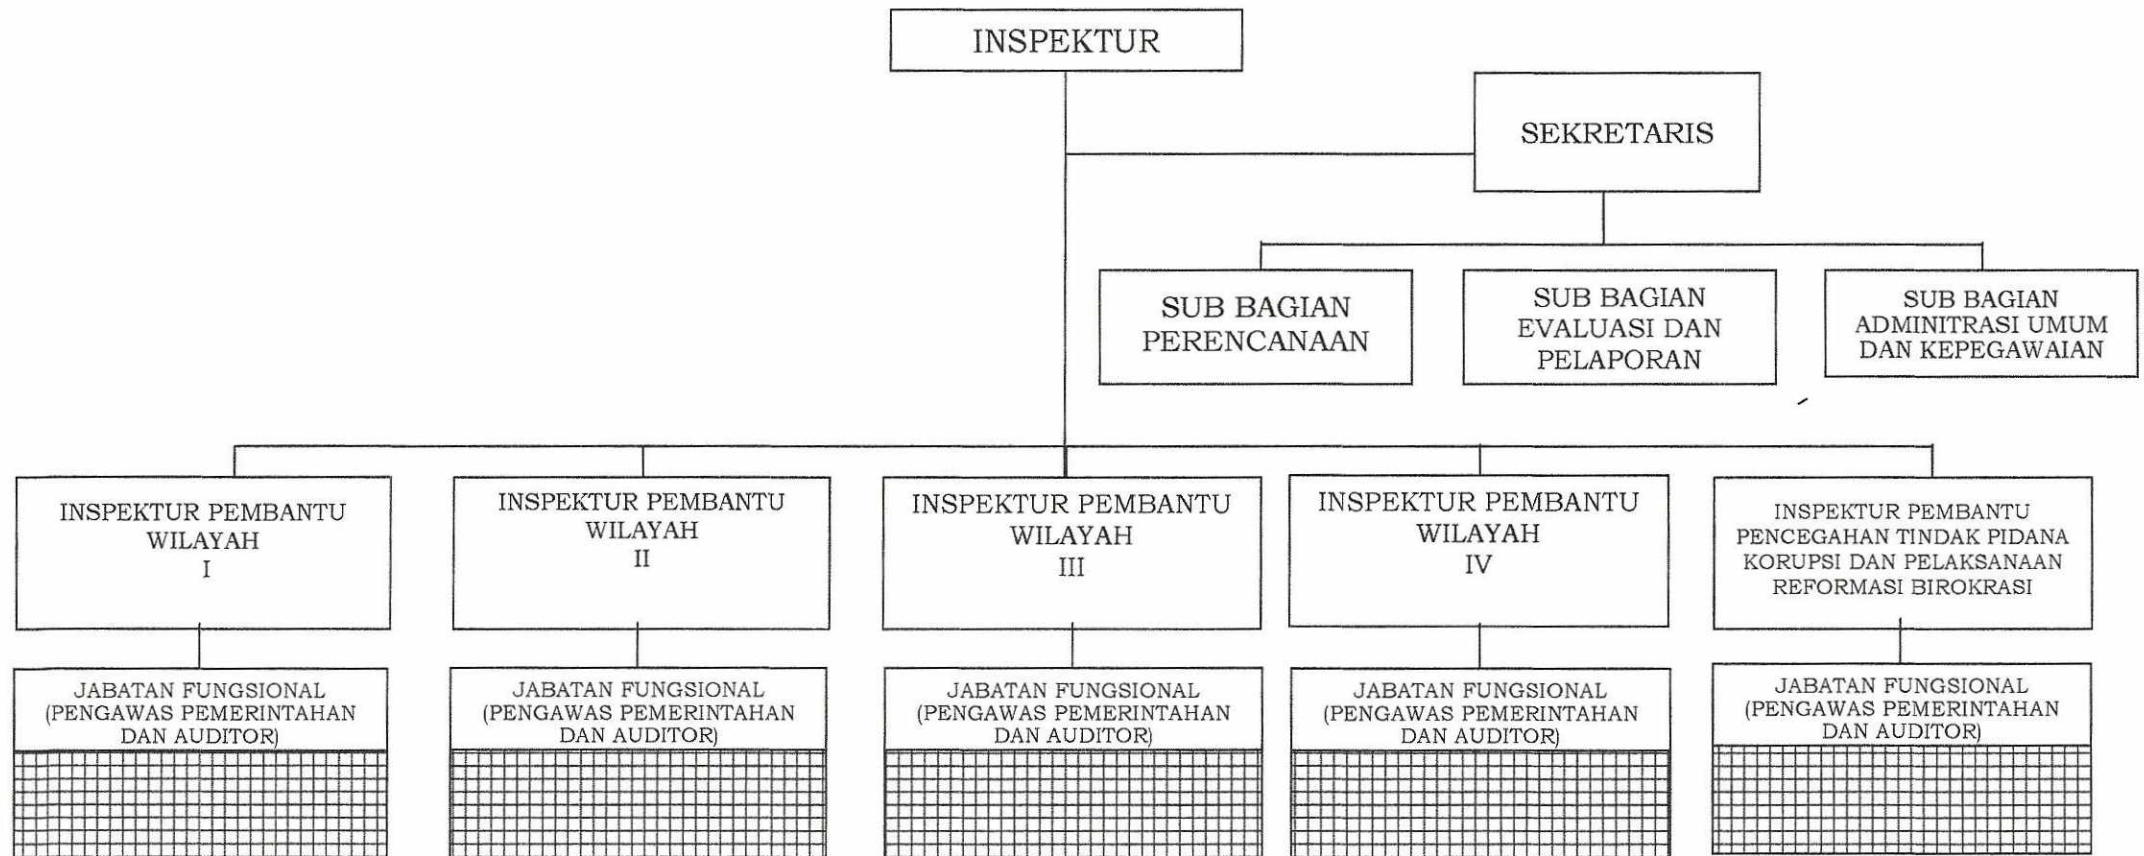 INSPEKTUR
SEKRETARIS
SUB BAGIAN
PERENCANAAN
SUB BAGIAN
EVALUASI DAN
PELAPORAN
SUB BAGIAN
ADMINITRASI UMUM
DAN KEPEGAWAIAN
INSPEKTUR PEMBANTU
WILAYAH
I
INSPEKTUR PEMBANTU
WILAYAH
II
INSPEKTUR PEMBANTU
WILAYAH
III
INSPEKTUR PEMBANTU
WILAYAH
IV
INSPEKTUR PEMBANTU
PENCEGAHAN TINDAK PIDANA
KORUPSI DAN PELAKSANAAN
REFORMASI BIROKRASI
JABATAN FUNGSIONAL
(PENGAWAS PEMERINTAHAN
DAN AUDITOR)
JABATAN FUNGSIONAL
(PENGAWAS PEMERINTAHAN
DAN AUDITOR)
JABATAN FUNGSIONAL
(PENGAWAS PEMERINTAHAN
DAN AUDITOR)
JABATAN FUNGSIONAL
(PENGAWAS PEMERINTAHAN
DAN AUDITOR)
JABATAN FUNGSIONAL
(PENGAWAS PEMERINTAHAN
DAN AUDITOR)